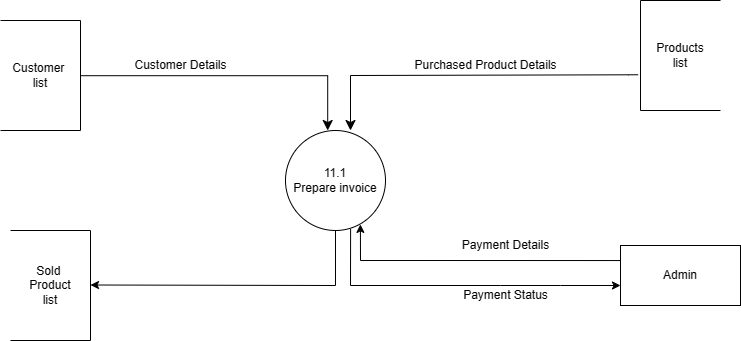 Products
list
Customer
list
Customer Details
Purchased Product Details
11.1
Prepare invoice
Payment Details
Sold
Product
list
Admin
Payment Status